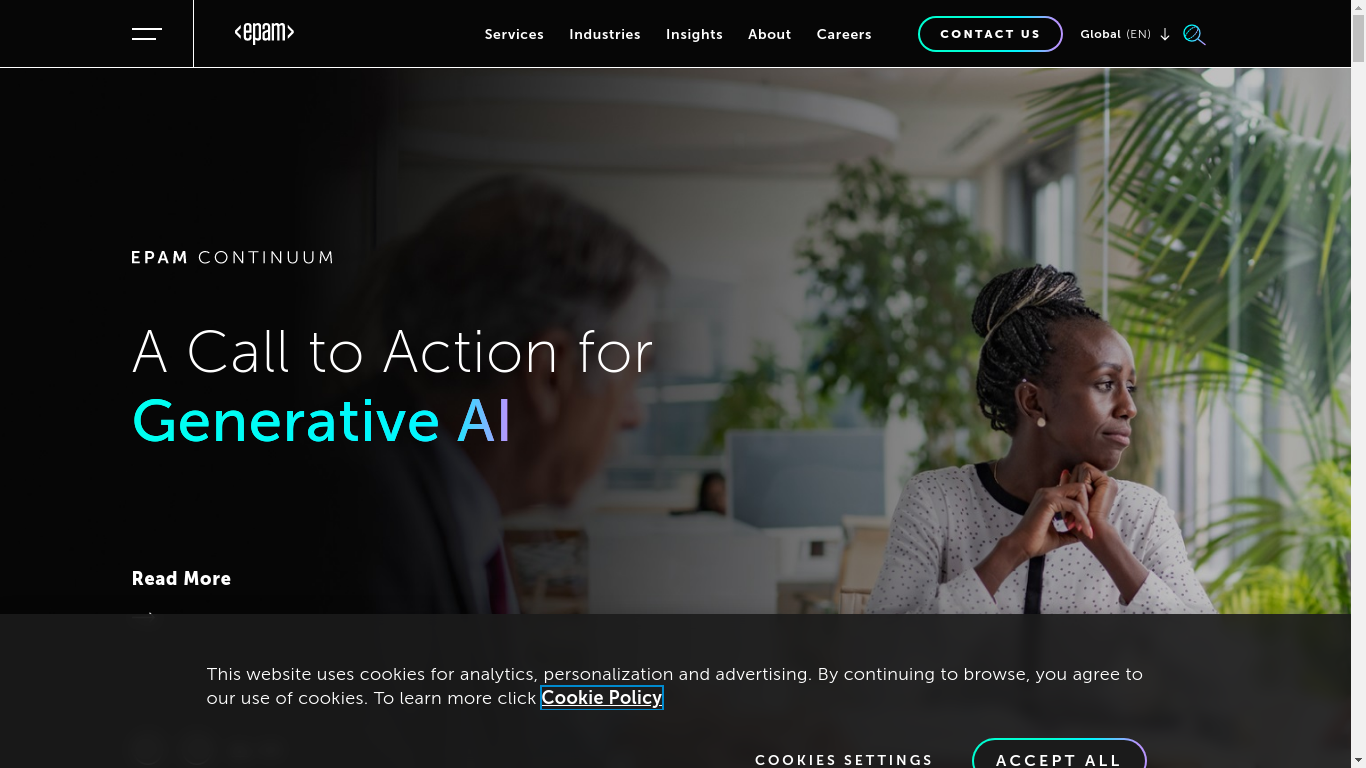 <epam>
Services
Industries
Insights
About
Careers
CONTACT US
Global (EN)
EPAM CONTINUUM
A Call to Action for
Generative AI
Read More
This website uses cookies for analytics, personalization and advertising. By continuing to browse, you agree to
our use of cookies. To learn more click Cookie Policy
COOKIES SETTINGS
ACCEPT ALL